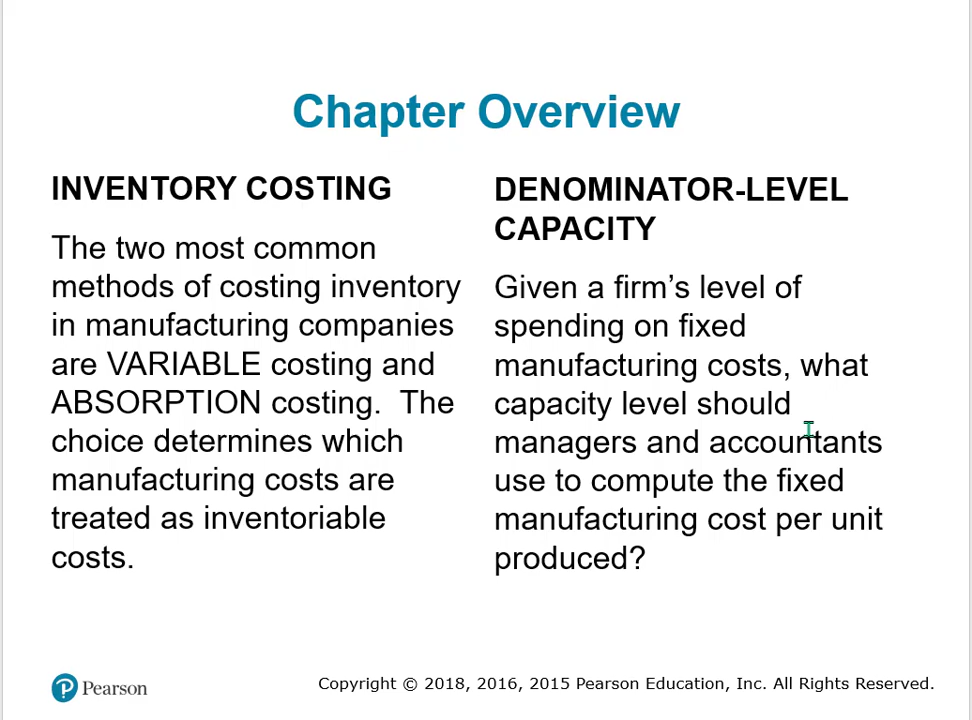 Chapter Overview
INVENTORY COSTING
The two most common
methods of costing inventory
in manufacturing companies
are VARIABLE costing and
ABSORPTION costing.  The
choice determines which
manufacturing costs are
treated as inventoriable
costs.
DENOMINATOR-LEVEL
CAPACITY
Given a firm’s level of
spending on fixed
manufacturing costs, what
capacity level should
managers and accountants
use to compute the fixed
manufacturing cost per unit
produced?
Pearson
Copyright © 2018, 2016, 2015 Pearson Education, Inc. All Rights Reserved.